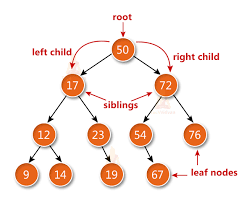 root
50
left child
right child
17
siblings
72
12
23
54
76
leaf nodes
9
14
19
67